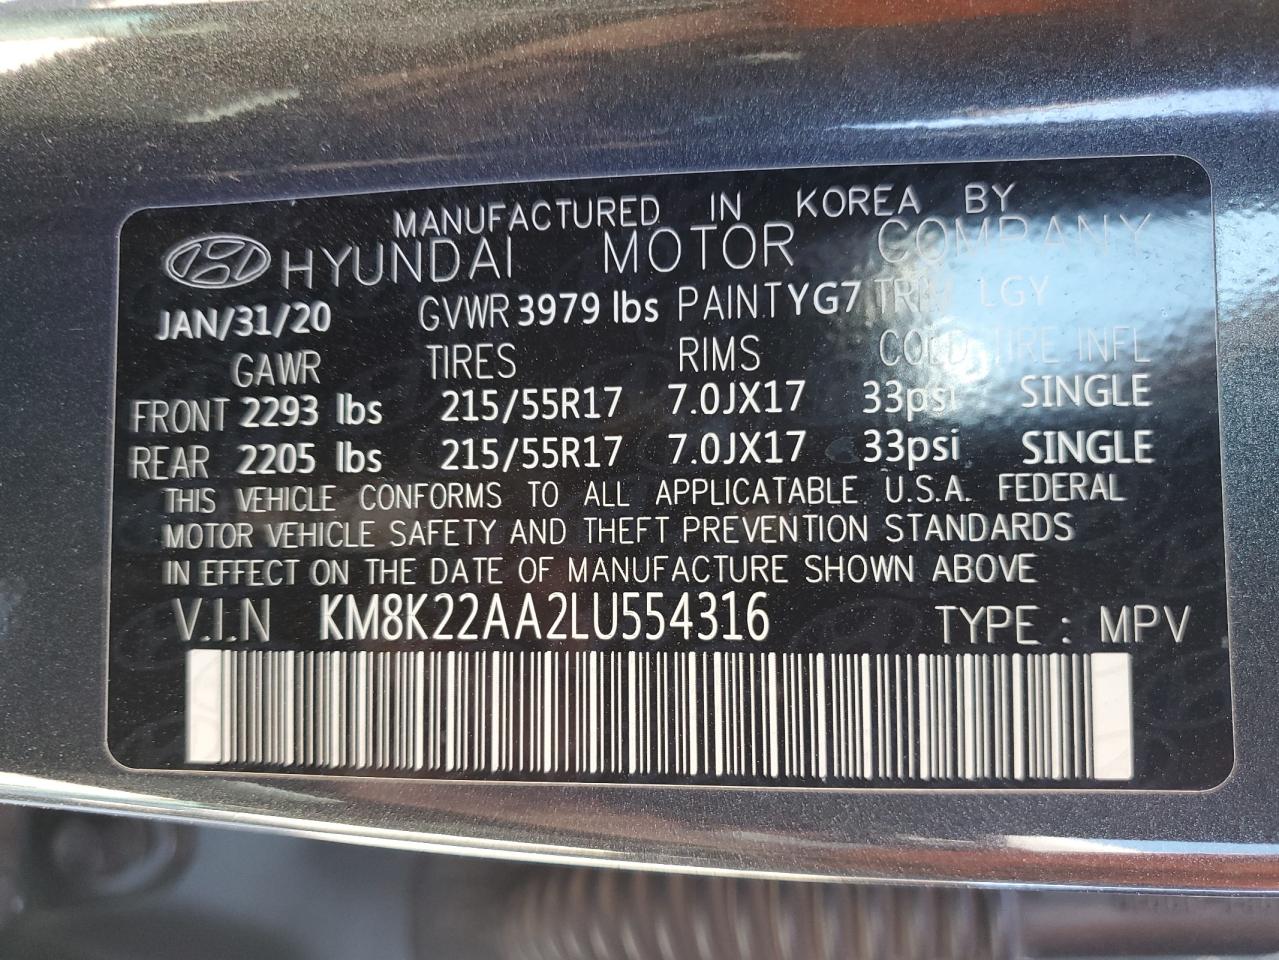 MANUFACTURED IN KOREA BY
HYUNDAI MOTOR COMPANY
JAN/31/20 GVWR 3979 lbs PAINT YG7 TRIM LGY
GAWR TIRES RIMS COLD TIRE INFL
FRONT 2293 lbs 215/55R17 7.0JX17 33psi SINGLE
REAR 2205 lbs 215/55R17 7.0JX17 33psi SINGLE
THIS VEHICLE CONFORMS TO ALL APPLICATABLE U.S.A. FEDERAL
MOTOR VEHICLE SAFETY AND THEFT PREVENTION STANDARDS
IN EFFECT ON THE DATE OF MANUFACTURE SHOWN ABOVE
V.I.N KM8K22AA2LU554316 TYPE : MPV